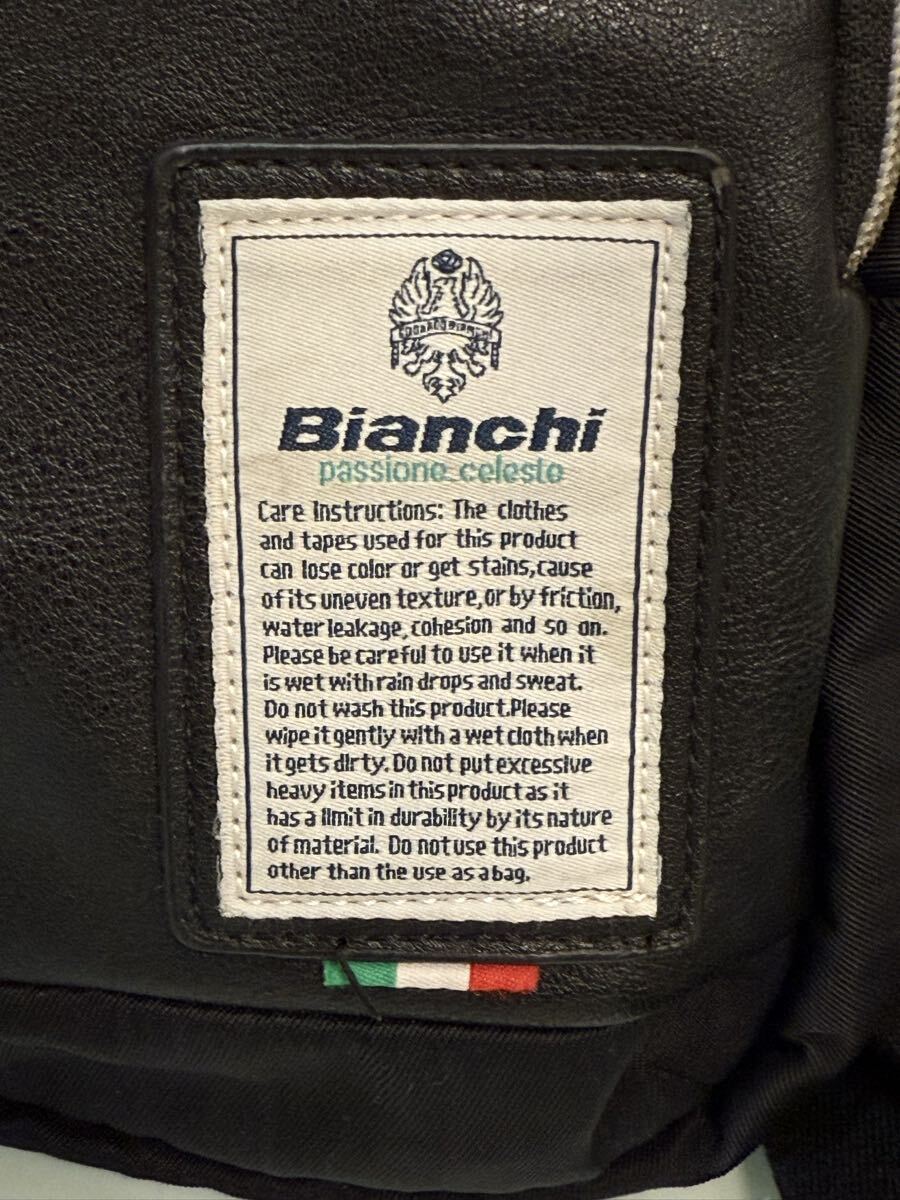 Bianchi
passione celeste
Care Instructions: The clothes
and tapes used for this product
can lose color or get stains,cause
of its uneven texture,or by friction,
water leakage,cohesion and so on.
Please be careful to use it when it
is wet with rain drops and sweat.
Do not wash this product.Please
wipe it gently with a wet cloth when
it gets dirty.Do not put excessive
heavy items in this product as it
has a limit in durability by its nature
of material. Do not use this product
other than the use as a bag.